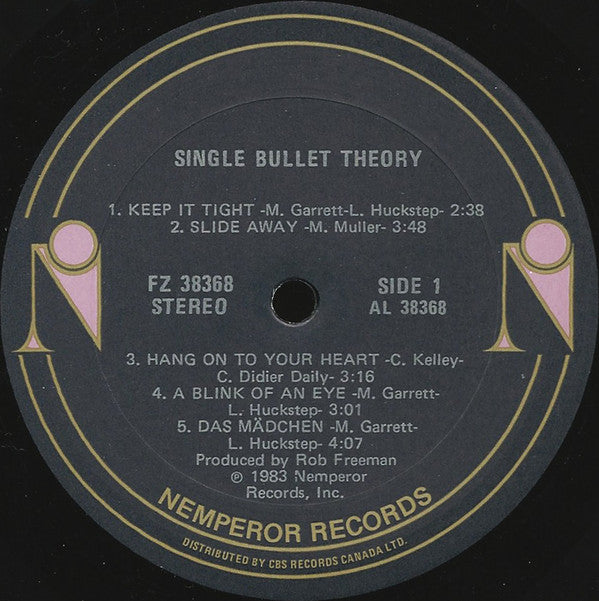 SINGLE BULLET THEORY
1. KEEP IT TIGHT -M. Garrett-L. Huckstep- 2:38
2. SLIDE AWAY -M. Muller- 3:48
FZ 38368
STEREO
SIDE 1
AL 38368
3. HANG ON TO YOUR HEART -C. Kelley-
C. Didier Daily- 3:16
4. A BLINK OF AN EYE -M. Garrett-
L. Huckstep- 3:01
5. DAS MÄDCHEN -M. Garrett-
L. Huckstep- 4:07
Produced by Rob Freeman
℗ 1983 Nemperor
Records, Inc.
NEMPEROR RECORDS
DISTRIBUTED BY CBS RECORDS CANADA LTD.